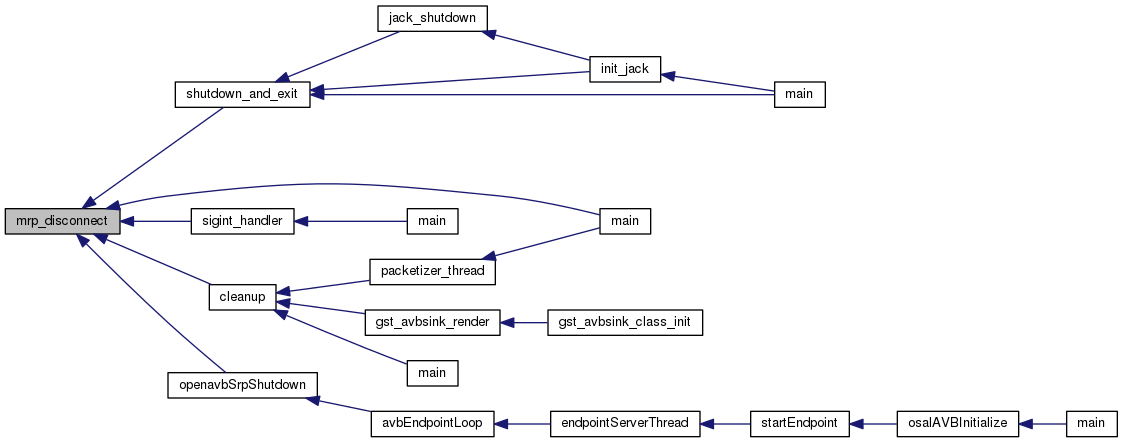 jack_shutdown
init_jack
shutdown_and_exit
main
mrp_disconnect
sigint_handler
main
main
packetizer_thread
cleanup
gst_avbsink_render
gst_avbsink_class_init
main
openavbSrpShutdown
avbEndpointLoop
endpointServerThread
startEndpoint
osalAVBInitialize
main